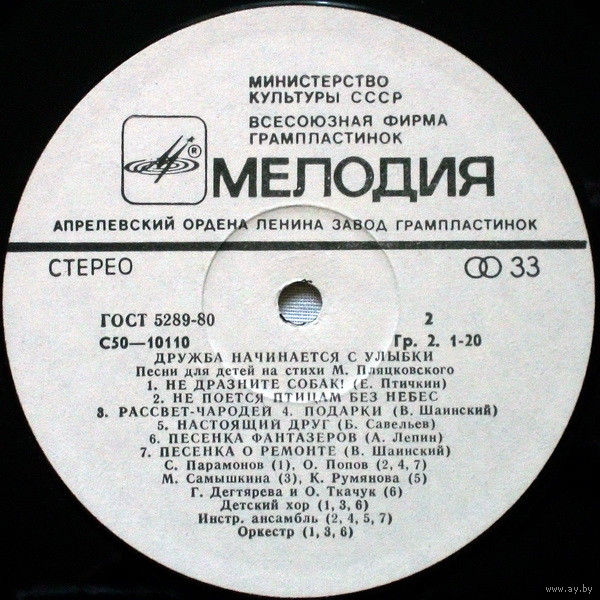 МИНИСТЕРСТВО
КУЛЬТУРЫ СССР
ВСЕСОЮЗНАЯ ФИРМА
ГРАМПЛАСТИНОК
®
МЕЛОДИЯ
АПРЕЛЕВСКИЙ ОРДЕНА ЛЕНИНА ЗАВОД ГРАМПЛАСТИНОК
СТЕРЕО 33
ГОСТ 5289-80 2
С50—10110 Гр. 2. 1-20
ДРУЖБА НАЧИНАЕТСЯ С УЛЫБКИ
Песни для детей на стихи М. Пляцковского
1. НЕ ДРАЗНИТЕ СОБАК! (Е. Птичкин)
2. НЕ ПОЕТСЯ ПТИЦАМ БЕЗ НЕБЕС
3. РАССВЕТ-ЧАРОДЕЙ 4. ПОДАРКИ (В. Шаинский)
5. НАСТОЯЩИЙ ДРУГ (Б. Савельев)
6. ПЕСЕНКА ФАНТАЗЕРОВ (А. Лепин)
7. ПЕСЕНКА О РЕМОНТЕ (В. Шаинский)
С. Парамонов (1), О. Попов (2, 4, 7)
М. Самышкина (3), К. Румянова (5)
Г. Дегтярева и О. Ткачук (6)
Детский хор (1, 3, 6)
Инстр. ансамбль (2, 4, 5, 7)
Оркестр (1, 3, 6)
www.ay.by